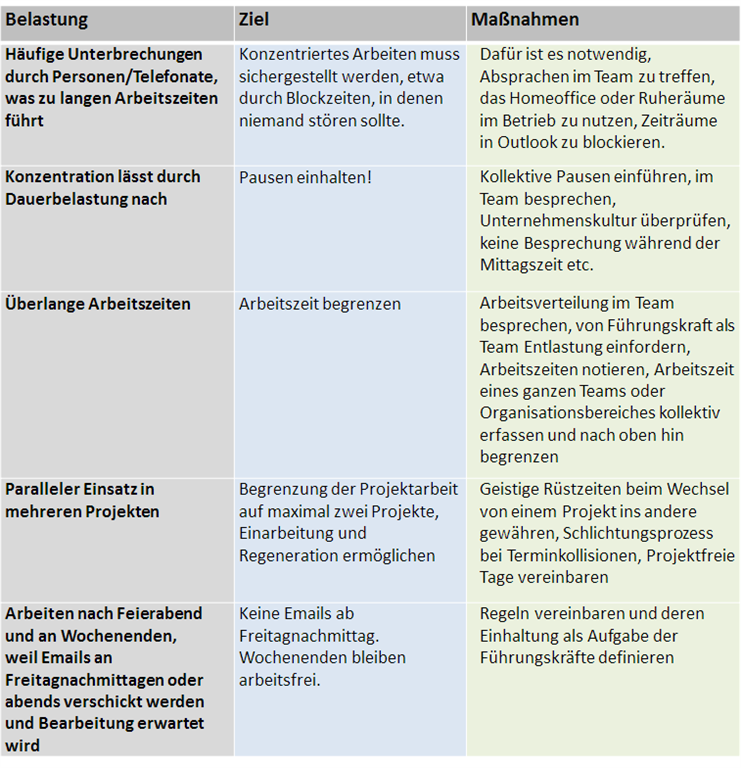 Belastung
Ziel
Maßnahmen
Häufige Unterbrechungen
durch Personen/Telefonate,
was zu langen Arbeitszeiten
führt
Konzentriertes Arbeiten muss
sichergestellt werden, etwa
durch Blockzeiten, in denen
niemand stören sollte.
Dafür ist es notwendig,
Absprachen im Team zu treffen,
das Homeoffice oder Ruheräume
im Betrieb zu nutzen, Zeiträume
in Outlook zu blockieren.
Konzentration lässt durch
Dauerbelastung nach
Pausen einhalten!
Kollektive Pausen einführen, im
Team besprechen,
Unternehmenskultur überprüfen,
keine Besprechung während der
Mittagszeit etc.
Überlange Arbeitszeiten
Arbeitszeit begrenzen
Arbeitsverteilung im Team
besprechen, von Führungskraft als
Team Entlastung einfordern,
Arbeitszeiten notieren, Arbeitszeit
eines ganzen Teams oder
Organisationsbereiches kollektiv
erfassen und nach oben hin
begrenzen
Paralleler Einsatz in
mehreren Projekten
Begrenzung der Projektarbeit
auf maximal zwei Projekte,
Einarbeitung und
Regeneration ermöglichen
Geistige Rüstzeiten beim Wechsel
von einem Projekt ins andere
gewähren, Schlichtungsprozess
bei Terminkollisionen, Projektfreie
Tage vereinbaren
Arbeiten nach Feierabend
und an Wochenenden,
weil Emails an
Freitagnachmittagen oder
abends verschickt werden
und Bearbeitung erwartet
wird
Keine Emails ab
Freitagnachmittag.
Wochenenden bleiben
arbeitsfrei.
Regeln vereinbaren und deren
Einhaltung als Aufgabe der
Führungskräfte definieren